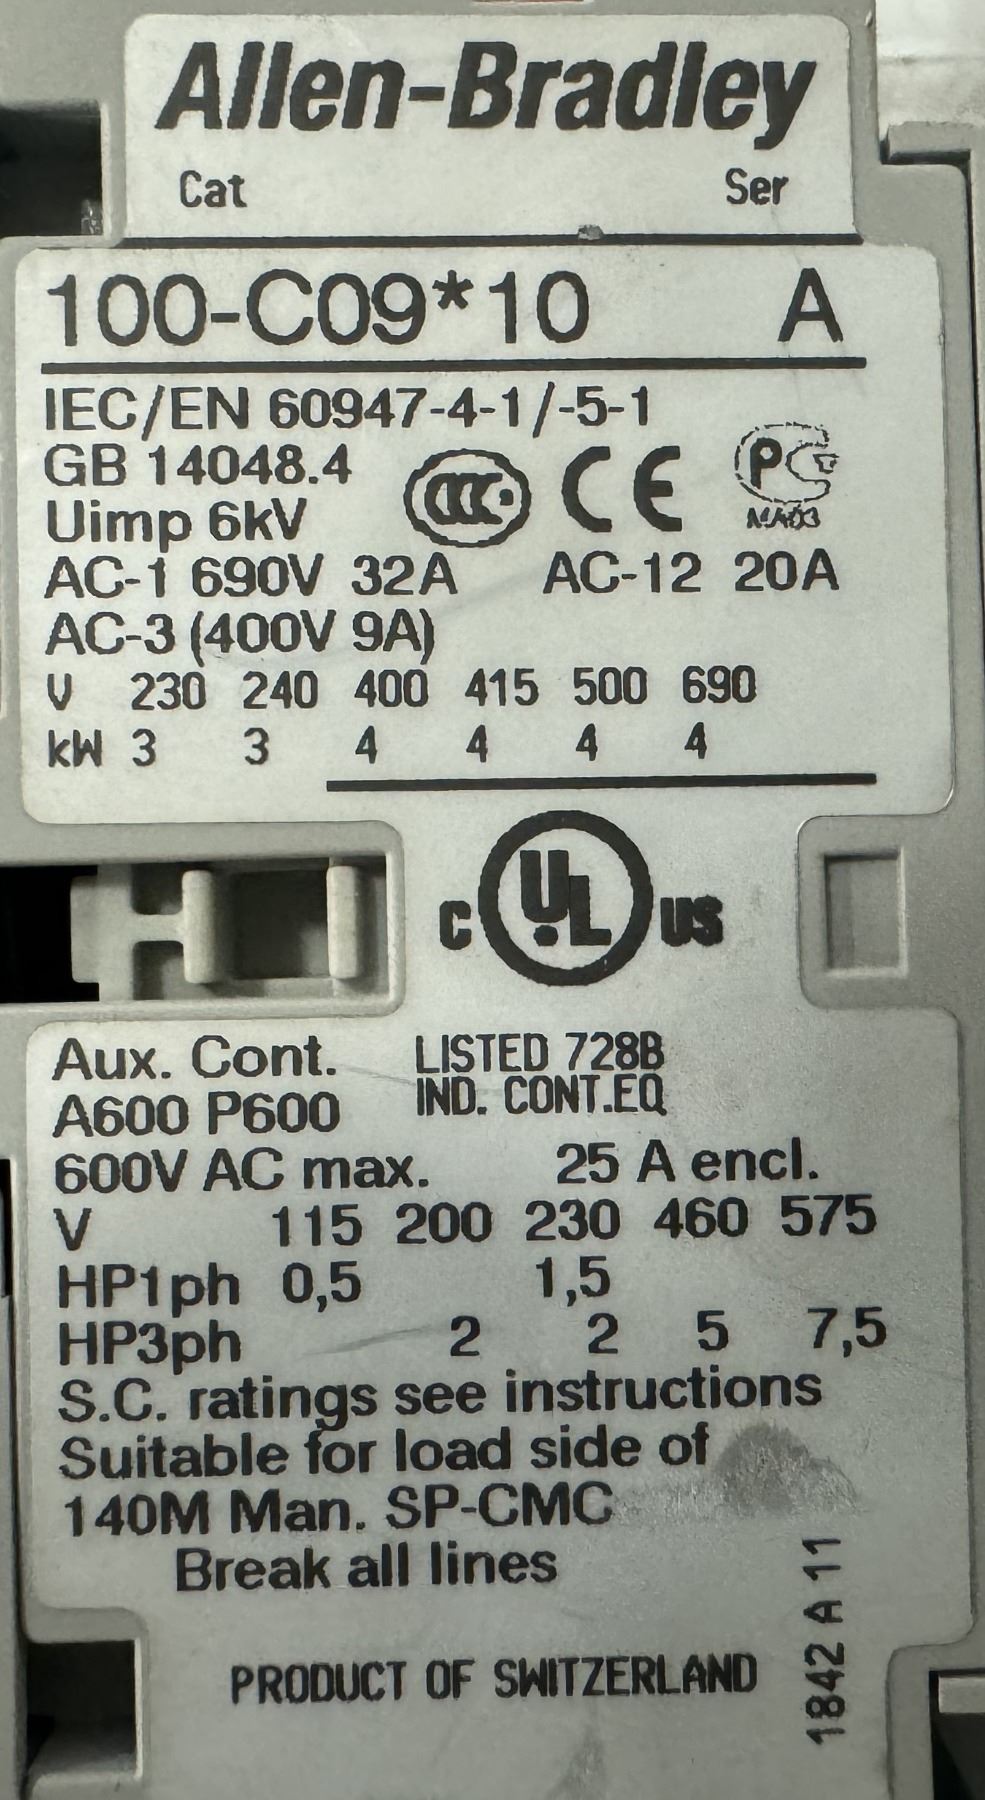 Allen-Bradley
Cat Ser
100-C09*10 A
IEC/EN 60947-4-1/-5-1
GB 14048.4
CCC CE PC
MA03
Uimp 6kV
AC-1 690V 32A AC-12 20A
AC-3 (400V 9A)
V 230 240 400 415 500 690
kW 3 3 4 4 4 4
C UL US
Aux. Cont. LISTED 728B
A600 P600 IND. CONT.EQ
600V AC max. 25 A encl.
V 115 200 230 460 575
HP1ph 0,5 1,5
HP3ph 2 2 5 7,5
S.C. ratings see instructions
Suitable for load side of
140M Man. SP-CMC
Break all lines
PRODUCT OF SWITZERLAND
1842 A 11